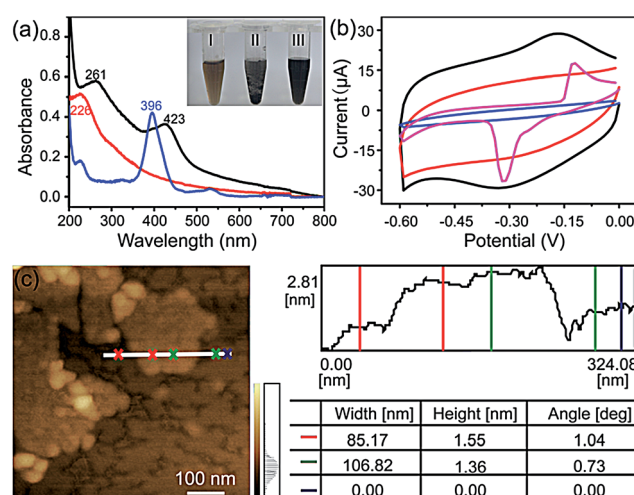 (a)
0.8
0.6
0.4
0.2
0.0
Absorbance
261
226
396
423
I II III
200 300 400 500 600 700 800
Wavelength (nm)
(b)
30
15
0
-15
-30
Current (μA)
-0.60 -0.45 -0.30 -0.15 0.00
Potential (V)
(c)
100 nm
2.81
[nm]
0.00
[nm]
324.08
[nm]
Width [nm] Height [nm] Angle [deg]
85.17 1.55 1.04
106.82 1.36 0.73
0.00 0.00 0.00